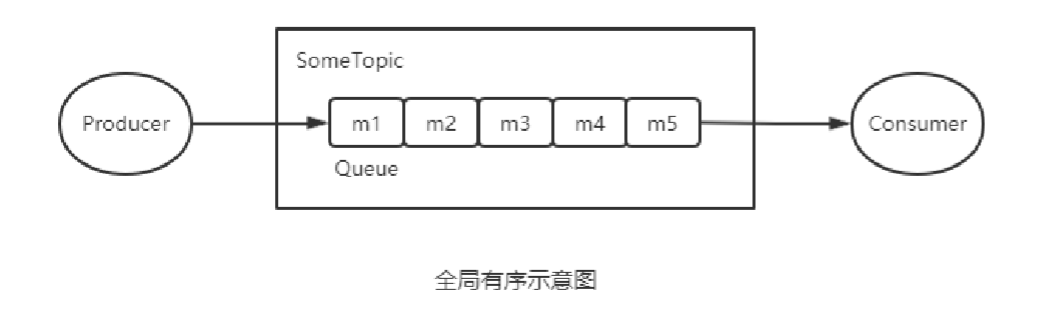 SomeTopic
Producer
m1 m2 m3 m4 m5
Consumer
Queue
全局有序示意图